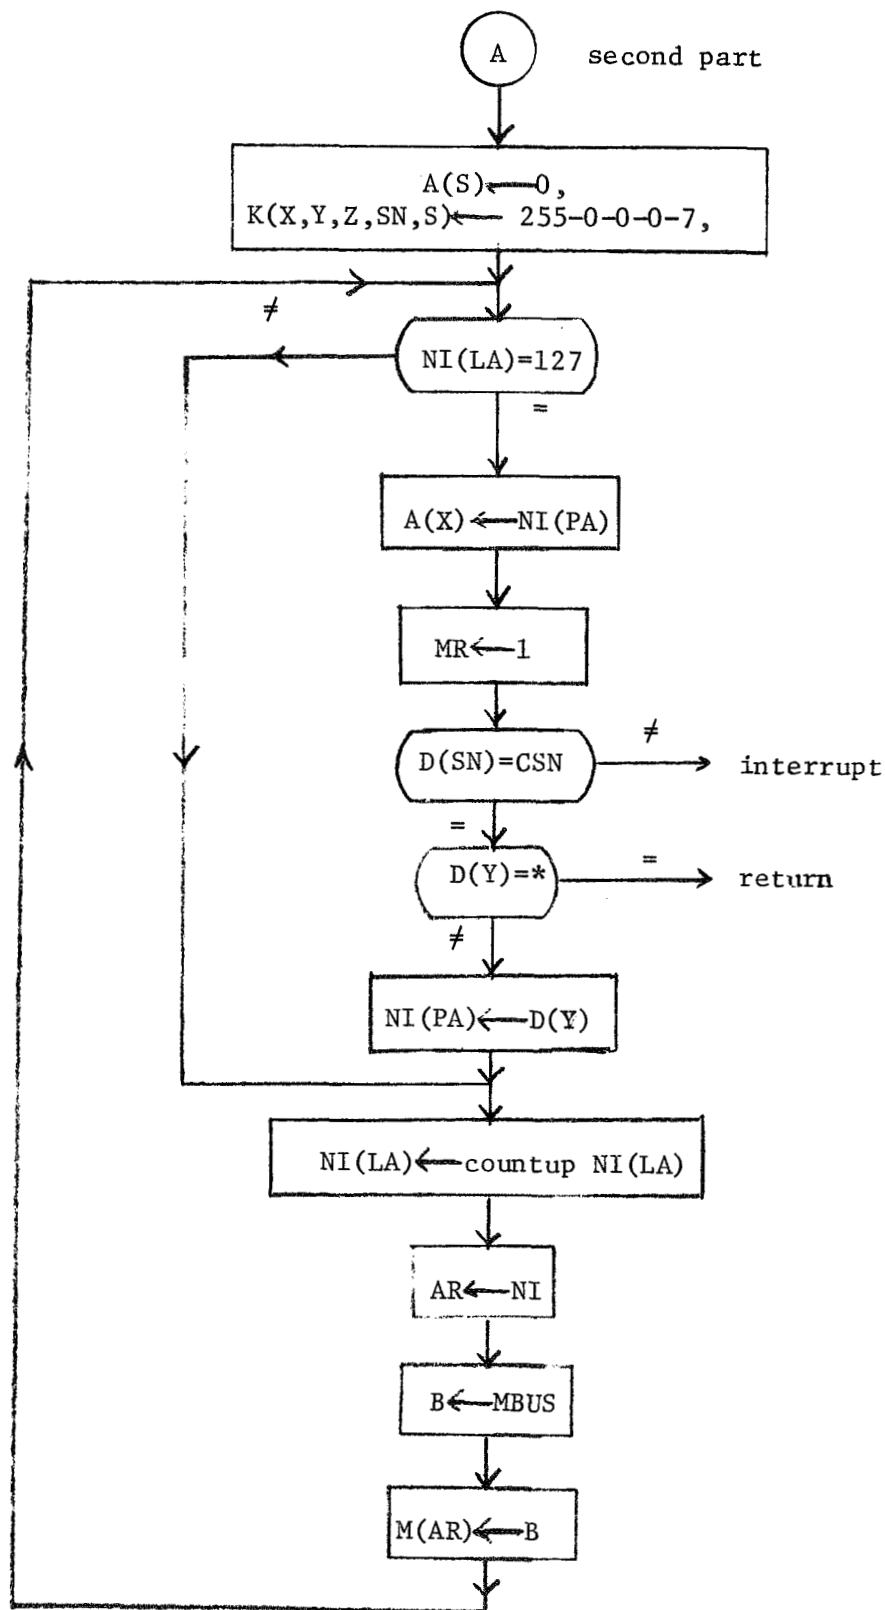 A second part
A(S)←0,
K(X,Y,Z,SN,S)← 255-0-0-0-7,
≠
NI(LA)=127
=
A(X)←NI(PA)
MR←1
≠
D(SN)=CSN
interrupt
=
D(Y)=*
=
return
≠
NI(PA)←D(Y)
NI(LA)←countup NI(LA)
AR←NI
B←MBUS
M(AR)←B